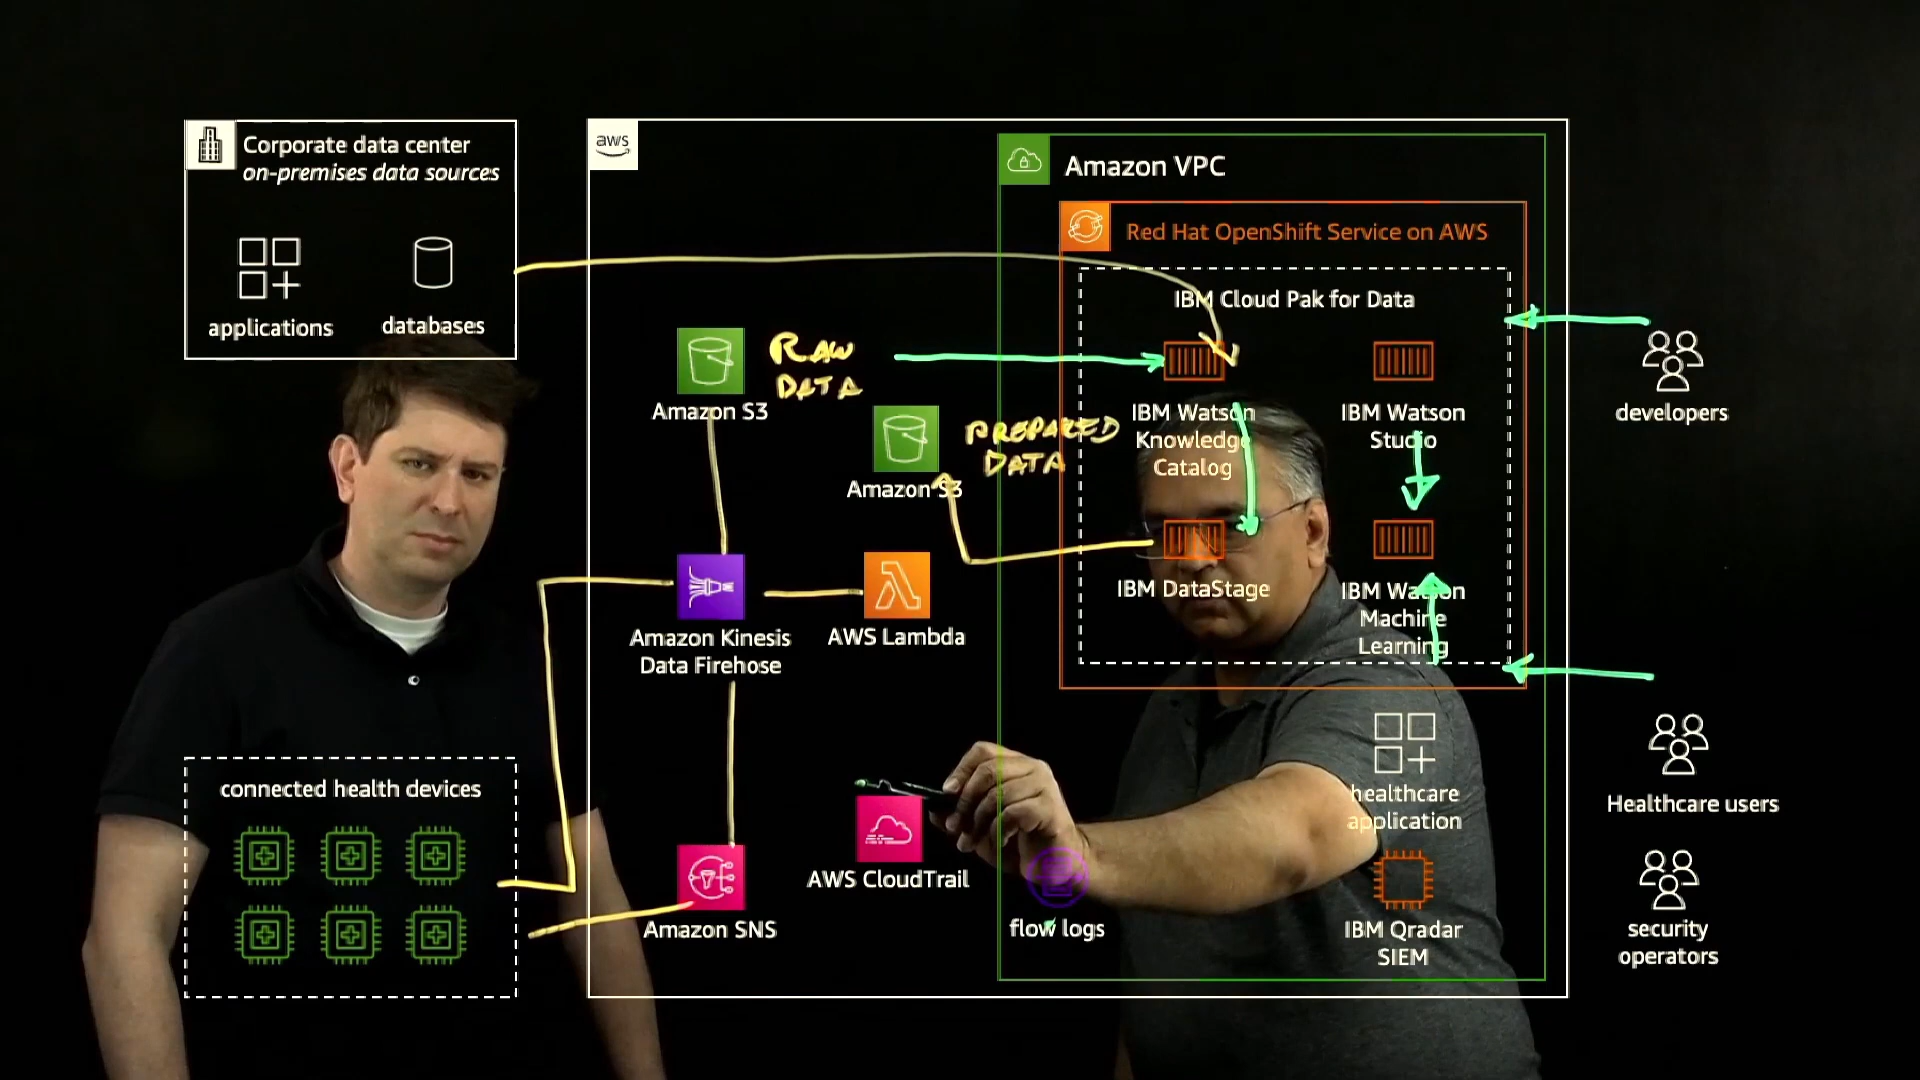 Corporate data center
on-premises data sources
applications
databases
aws
Amazon VPC
Red Hat OpenShift Service on AWS
IBM Cloud Pak for Data
Amazon S3
RAW
DATA
Amazon S3
PREPARED
DATA
IBM Watson
Knowledge
Catalog
IBM Watson
Studio
developers
IBM DataStage
IBM Watson
Machine
Learning
Amazon Kinesis
Data Firehose
AWS Lambda
connected health devices
Amazon SNS
AWS CloudTrail
flow logs
healthcare
application
IBM Qradar
SIEM
Healthcare users
security
operators